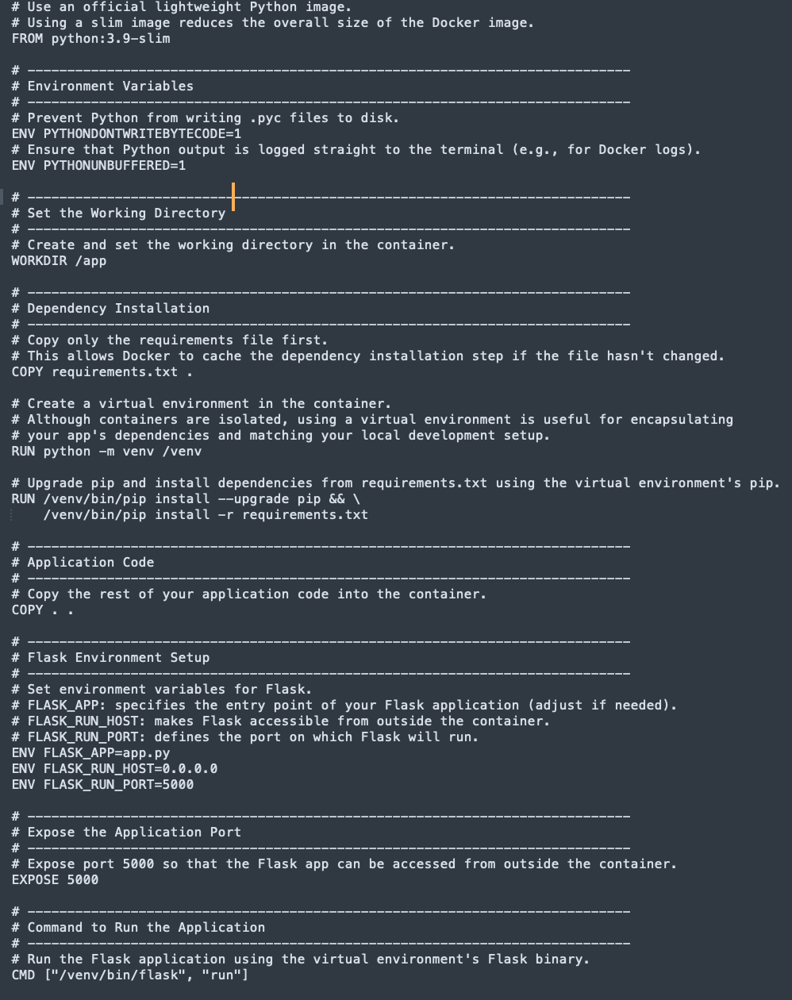 # Use an official lightweight Python image.
# Using a slim image reduces the overall size of the Docker image.
FROM python:3.9-slim

# ----------------------------------------------------------------------------
# Environment Variables
# ----------------------------------------------------------------------------
# Prevent Python from writing .pyc files to disk.
ENV PYTHONDONTWRITEBYTECODE=1
# Ensure that Python output is logged straight to the terminal (e.g., for Docker logs).
ENV PYTHONUNBUFFERED=1

# ----------------------------------------------------------------------------
# Set the Working Directory
# ----------------------------------------------------------------------------
# Create and set the working directory in the container.
WORKDIR /app

# ----------------------------------------------------------------------------
# Dependency Installation
# ----------------------------------------------------------------------------
# Copy only the requirements file first.
# This allows Docker to cache the dependency installation step if the file hasn't changed.
COPY requirements.txt .

# Create a virtual environment in the container.
# Although containers are isolated, using a virtual environment is useful for encapsulating
# your app's dependencies and matching your local development setup.
RUN python -m venv /venv

# Upgrade pip and install dependencies from requirements.txt using the virtual environment's pip.
RUN /venv/bin/pip install --upgrade pip && \
    /venv/bin/pip install -r requirements.txt

# ----------------------------------------------------------------------------
# Application Code
# ----------------------------------------------------------------------------
# Copy the rest of your application code into the container.
COPY . .

# ----------------------------------------------------------------------------
# Flask Environment Setup
# ----------------------------------------------------------------------------
# Set environment variables for Flask.
# FLASK_APP: specifies the entry point of your Flask application (adjust if needed).
# FLASK_RUN_HOST: makes Flask accessible from outside the container.
# FLASK_RUN_PORT: defines the port on which Flask will run.
ENV FLASK_APP=app.py
ENV FLASK_RUN_HOST=0.0.0.0
ENV FLASK_RUN_PORT=5000

# ----------------------------------------------------------------------------
# Expose the Application Port
# ----------------------------------------------------------------------------
# Expose port 5000 so that the Flask app can be accessed from outside the container.
EXPOSE 5000

# ----------------------------------------------------------------------------
# Command to Run the Application
# ----------------------------------------------------------------------------
# Run the Flask application using the virtual environment's Flask binary.
CMD ["/venv/bin/flask", "run"]